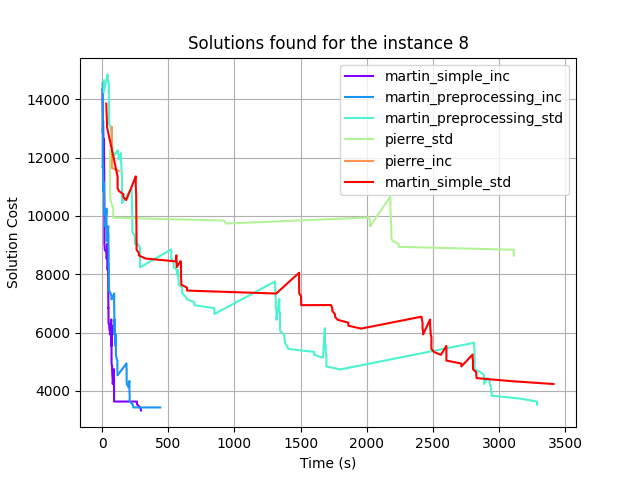 Solutions found for the instance 8
martin_simple_inc
martin_preprocessing_inc
martin_preprocessing_std
pierre_std
pierre_inc
martin_simple_std
Solution Cost
14000
12000
10000
8000
6000
4000
0 500 1000 1500 2000 2500 3000 3500
Time (s)